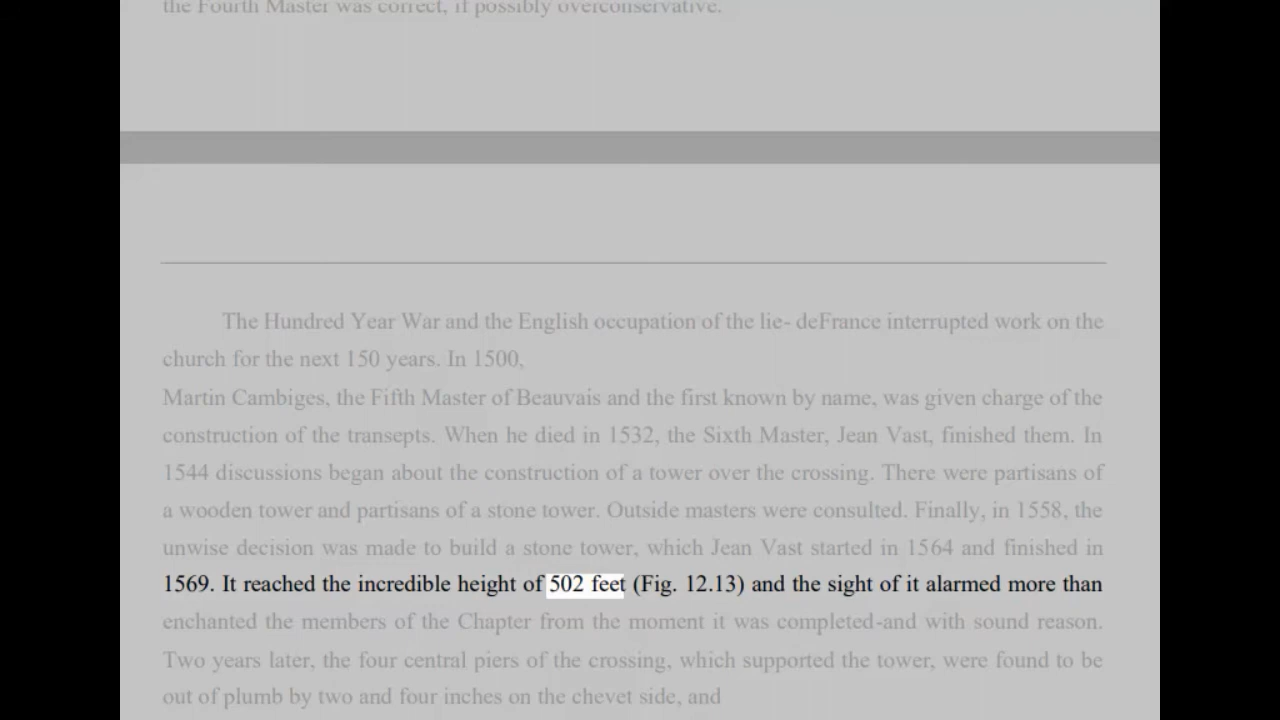 the Fourth Master was correct, if possibly overconservative.
The Hundred Year War and the English occupation of the lie- deFrance interrupted work on the
church for the next 150 years. In 1500,
Martin Cambiges, the Fifth Master of Beauvais and the first known by name, was given charge of the
construction of the transepts. When he died in 1532, the Sixth Master, Jean Vast, finished them. In
1544 discussions began about the construction of a tower over the crossing. There were partisans of
a wooden tower and partisans of a stone tower. Outside masters were consulted. Finally, in 1558, the
unwise decision was made to build a stone tower, which Jean Vast started in 1564 and finished in
1569. It reached the incredible height of 502 feet (Fig. 12.13) and the sight of it alarmed more than
enchanted the members of the Chapter from the moment it was completed-and with sound reason.
Two years later, the four central piers of the crossing, which supported the tower, were found to be
out of plumb by two and four inches on the chevet side, and